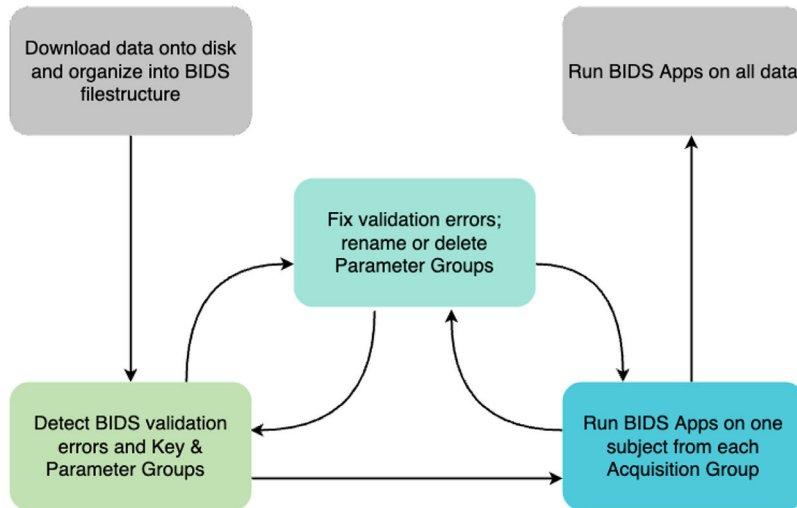 Download data onto disk
and organize into BIDS
filestructure
Run BIDS Apps on all data
Fix validation errors;
rename or delete
Parameter Groups
Detect BIDS validation
errors and Key &
Parameter Groups
Run BIDS Apps on one
subject from each
Acquisition Group